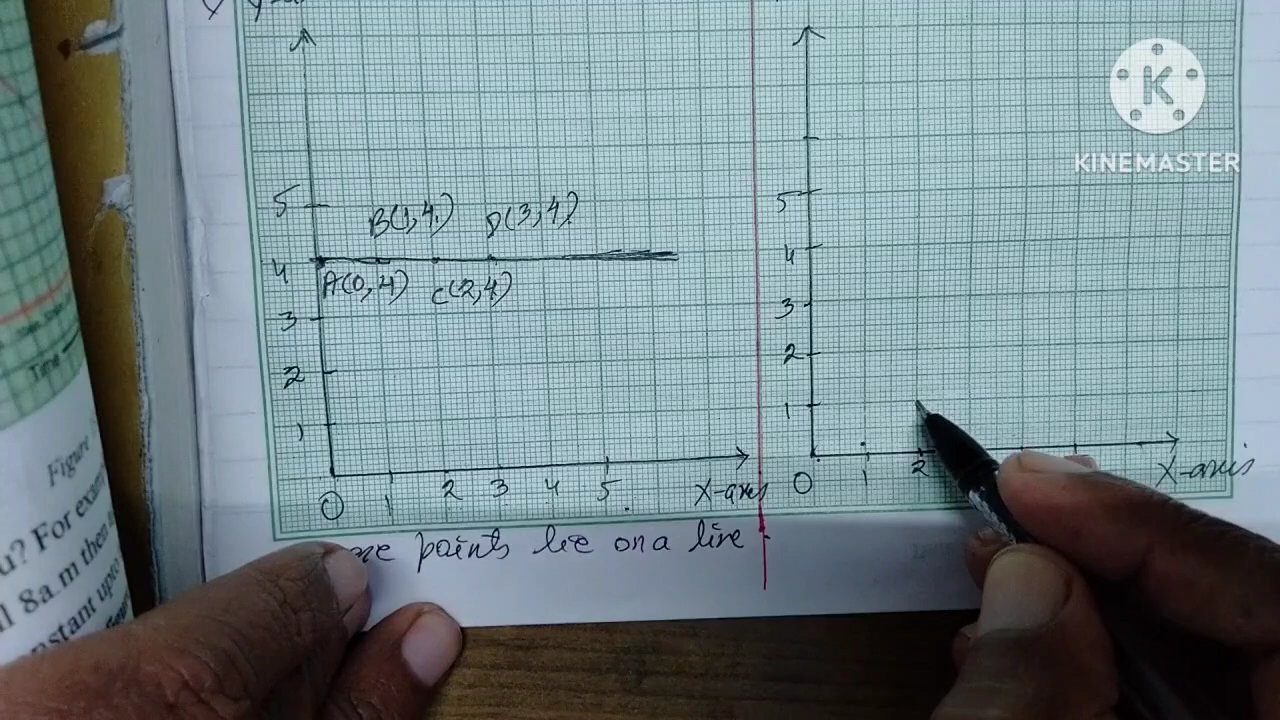 KINEMASTER
5
B(1,4) D(3,4)
4
A(0,4) C(2,4)
3
2
1
0 1 2 3 4 5 X-axis
points lie on a line
5
4
3
2
1
0 1 2 X-axis
Time
Figure
u? For exam
8 a.m then
nstant upto